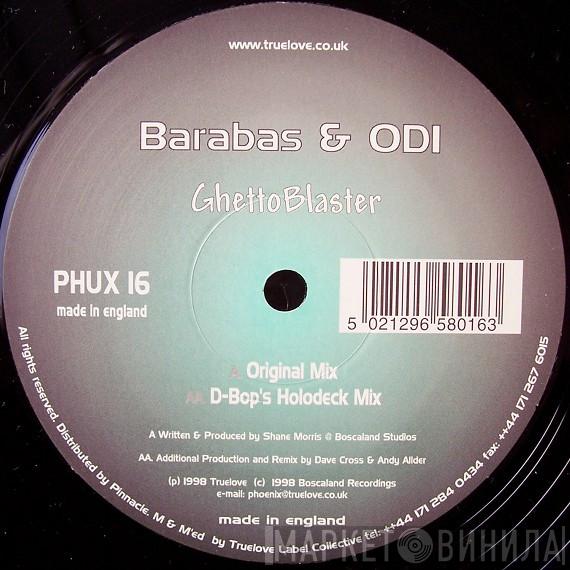 www.truelove.co.uk
Barabas & ODI
GhettoBlaster
PHUX 16
made in england
5 021296 580163
A. Original Mix
AA. D-Bop's Holodeck Mix
A Written & Produced by Shane Morris @ Boscaland Studios
AA. Additional Production and Remix by Dave Cross & Andy Allder
(p) 1998 Truelove (c) 1998 Boscaland Recordings
e-mail: phoenix@truelove.co.uk
made in england
All rights reserved. Distributed by Pinnacle. M & M'ed by Truelove Label Collective tel: ++44 171 284 0434 fax: ++44 171 267 6015
МАРКЕТ ВИНИЛА